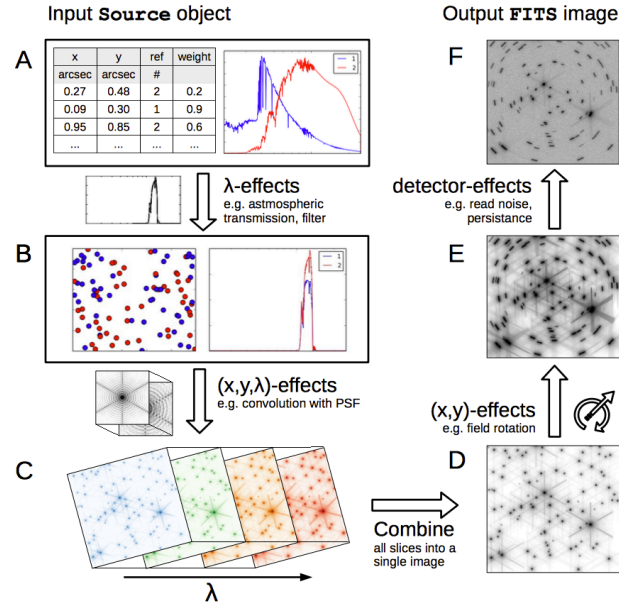 Input Source object
Output FITS image
A
x y ref weight
arcsec arcsec #
0.27 0.48 2 0.2
0.09 0.30 1 0.9
0.95 0.85 2 0.6
... ... ... ...
1
2
F
λ-effects
e.g. astmospheric
transmission, filter
detector-effects
e.g. read noise,
persistance
B
1
2
E
(x,y,λ)-effects
e.g. convolution with PSF
(x,y)-effects
e.g. field rotation
C
D
Combine
all slices into a
single image
λ